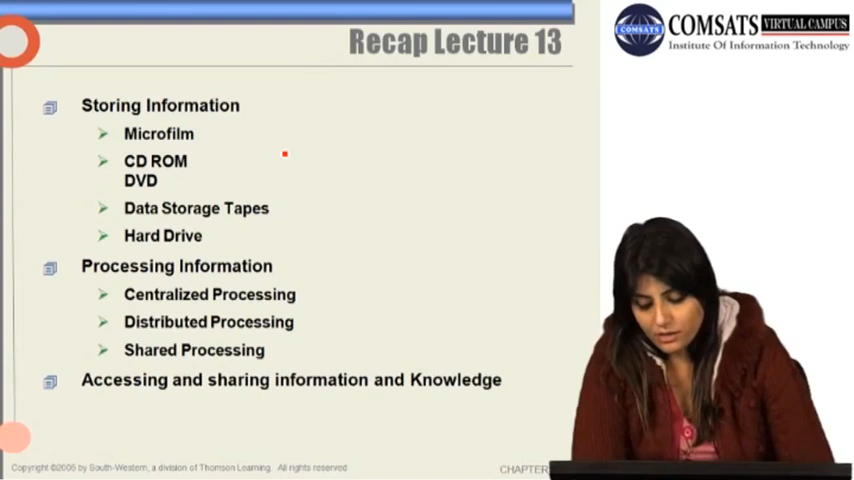 Recap Lecture 13
COMSATS VIRTUAL CAMPUS
COMSATS
Institute Of Information Technology
Storing Information
Microfilm
CD ROM
DVD
Data Storage Tapes
Hard Drive
Processing Information
Centralized Processing
Distributed Processing
Shared Processing
Accessing and sharing information and Knowledge
Copyright ©2005 by South-Western, a division of Thomson Learning. All rights reserved
CHAPTER